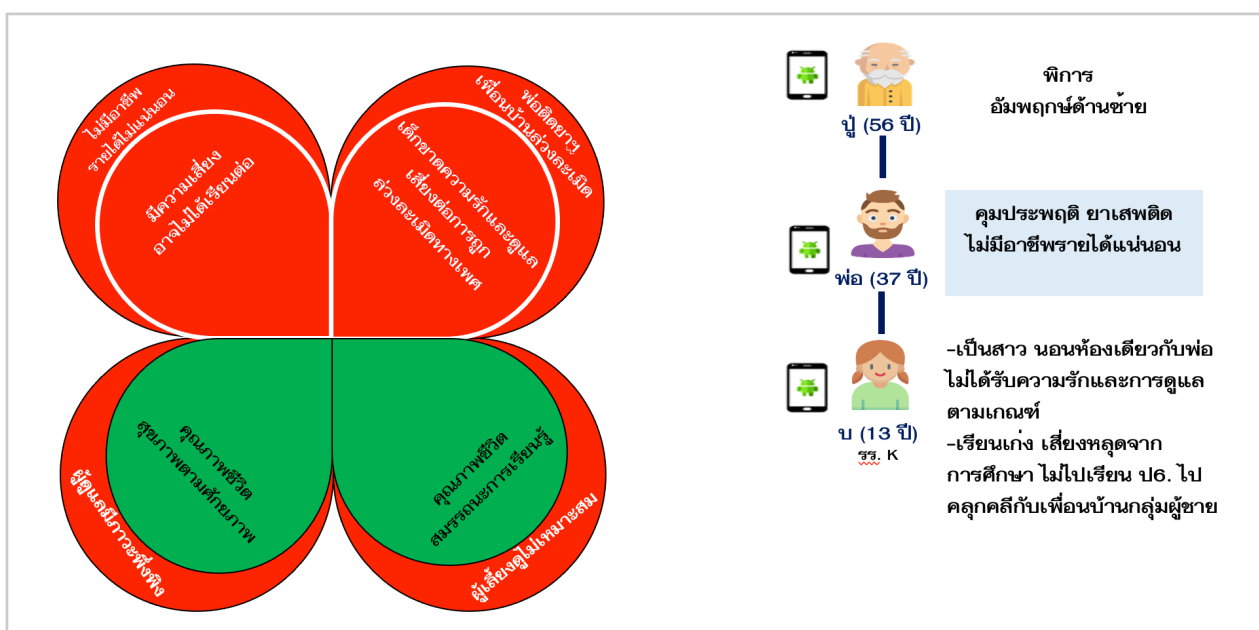 ไม่มีอาชีพ
รายได้ไม่แน่นอน
มีความเสี่ยง
อาจไม่ได้เรียนต่อ
พ่อติดยาฯ
เพื่อนบ้านล่วงละเมิด
เด็กขาดความรักและดูแล
เสี่ยงต่อการถูก
ล่วงละเมิดทางเพศ
คุณภาพชีวิต
สุขภาพตามศักยภาพ
ผู้ดูแลมีภาวะพึ่งพิง
คุณภาพชีวิต
สมรรถนะการเรียนรู้
ผู้เลี้ยงดูไม่เหมาะสม
ปู่ (56 ปี)
พิการ
อัมพฤกษ์ด้านซ้าย
พ่อ (37 ปี)
คุมประพฤติ ยาเสพติด
ไม่มีอาชีพรายได้แน่นอน
บ (13 ปี)
รร. K
-เป็นสาว นอนห้องเดียวกับพ่อ
ไม่ได้รับความรักและการดูแล
ตามเกณฑ์
-เรียนเก่ง เสี่ยงหลุดจาก
การศึกษา ไม่ไปเรียน ป6. ไป
คลุกคลีกับเพื่อนบ้านกลุ่มผู้ชาย